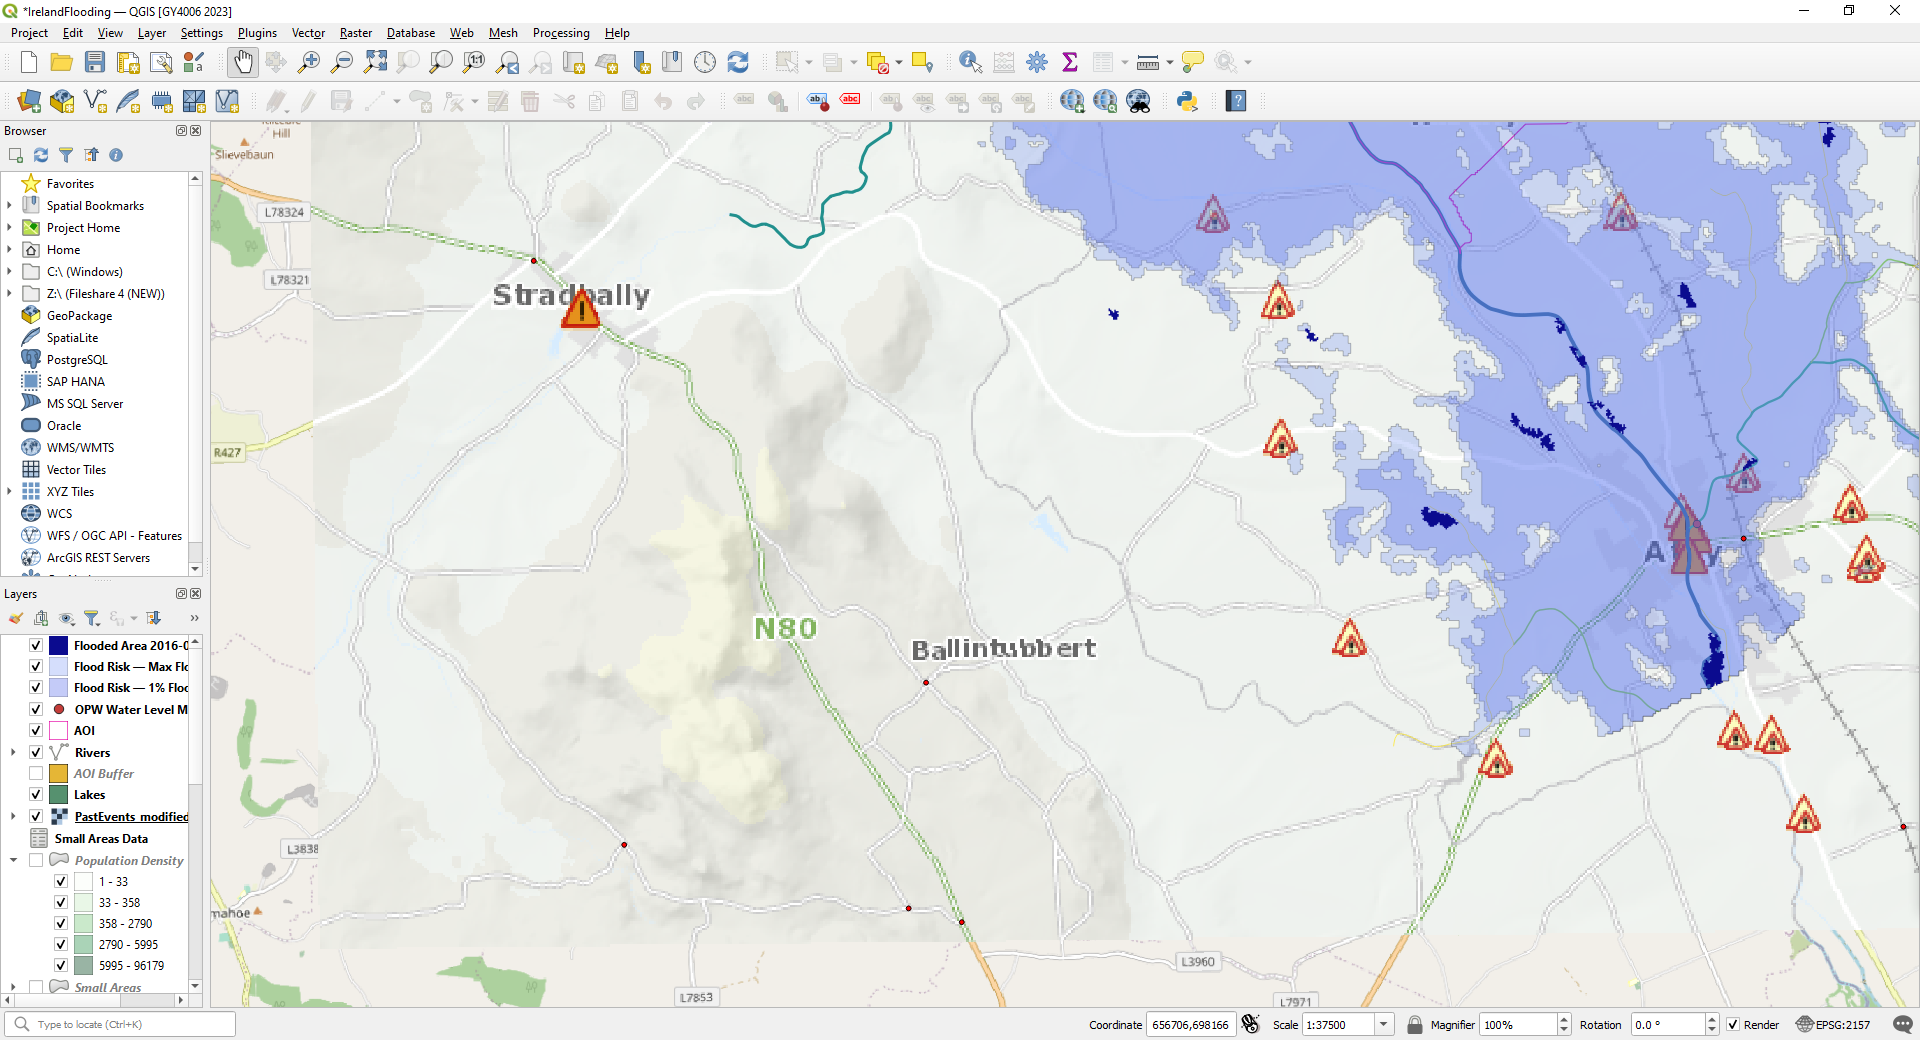 *IrelandFlooding — QGIS [GY4006 2023]
Project Edit View Layer Settings Plugins Vector Raster Database Web Mesh Processing Help
Browser
Favorites
Spatial Bookmarks
Project Home
Home
C:\ (Windows)
Z:\ (Fileshare 4 (NEW))
GeoPackage
SpatiaLite
PostgreSQL
SAP HANA
MS SQL Server
Oracle
WMS/WMTS
Vector Tiles
XYZ Tiles
WCS
WFS / OGC API - Features
ArcGIS REST Servers
Layers
Flooded Area 2016-0
Flood Risk — Max Flo
Flood Risk — 1% Floo
OPW Water Level M
AOI
Rivers
AOI Buffer
Lakes
PastEvents modified
Small Areas Data
Population Density
1 - 33
33 - 358
358 - 2790
2790 - 5995
5995 - 96179
Small Areas
Hill
Slievebaun
L78324
L78321
Stradbally
R427
N80
Ballintubbert
L3838
mahoe
L7853
L3960
L7971
Type to locate (Ctrl+K)
Coordinate 656706,698166 Scale 1:37500 Magnifier 100% Rotation 0.0 ° Render EPSG:2157